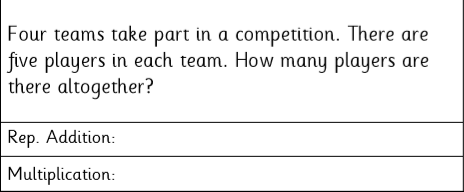 Four teams take part in a competition. There are
five players in each team. How many players are
there altogether?
Rep. Addition:
Multiplication: